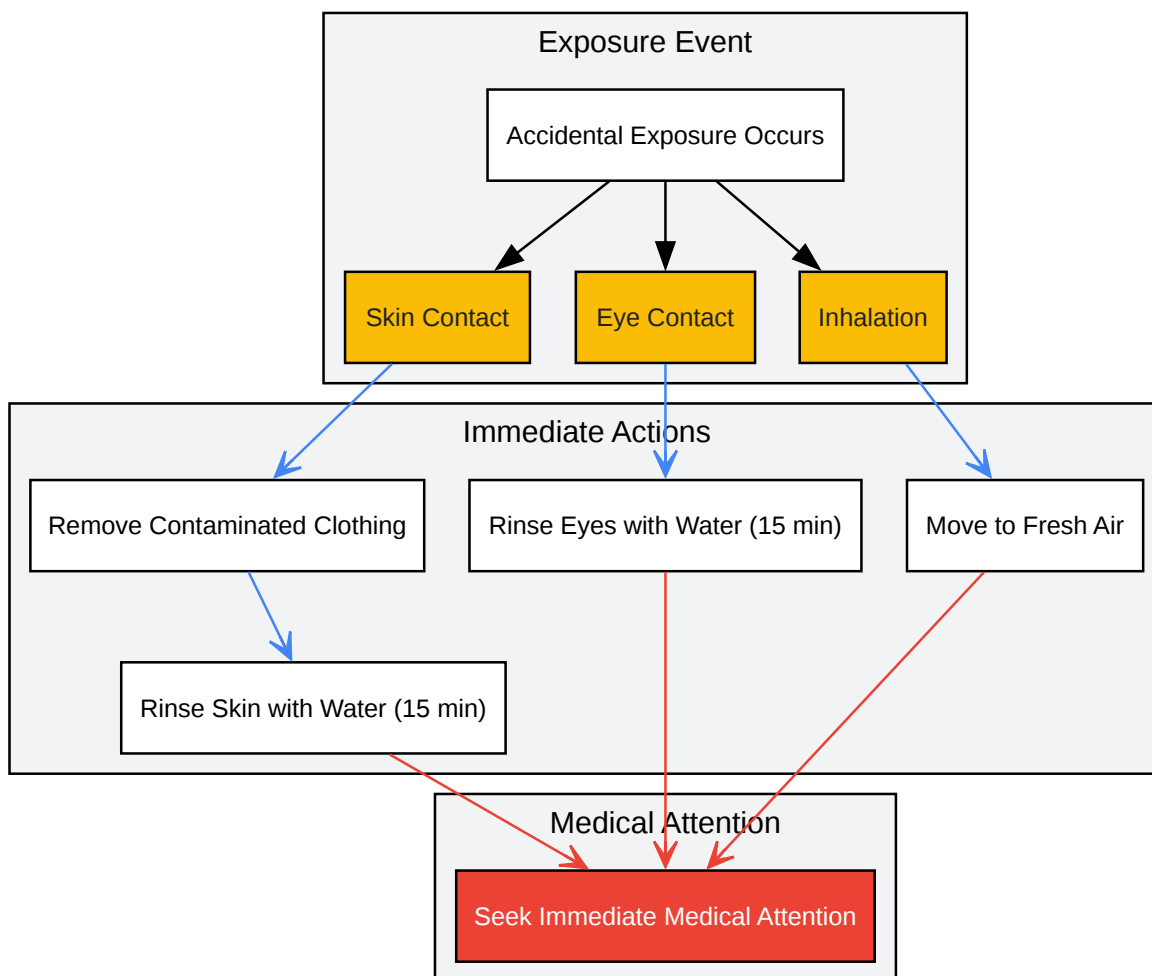 Exposure Event
Accidental Exposure Occurs
Skin Contact
Eye Contact
Inhalation
Immediate Actions
Remove Contaminated Clothing
Rinse Eyes with Water (15 min)
Move to Fresh Air
Rinse Skin with Water (15 min)
Medical Attention
Seek Immediate Medical Attention